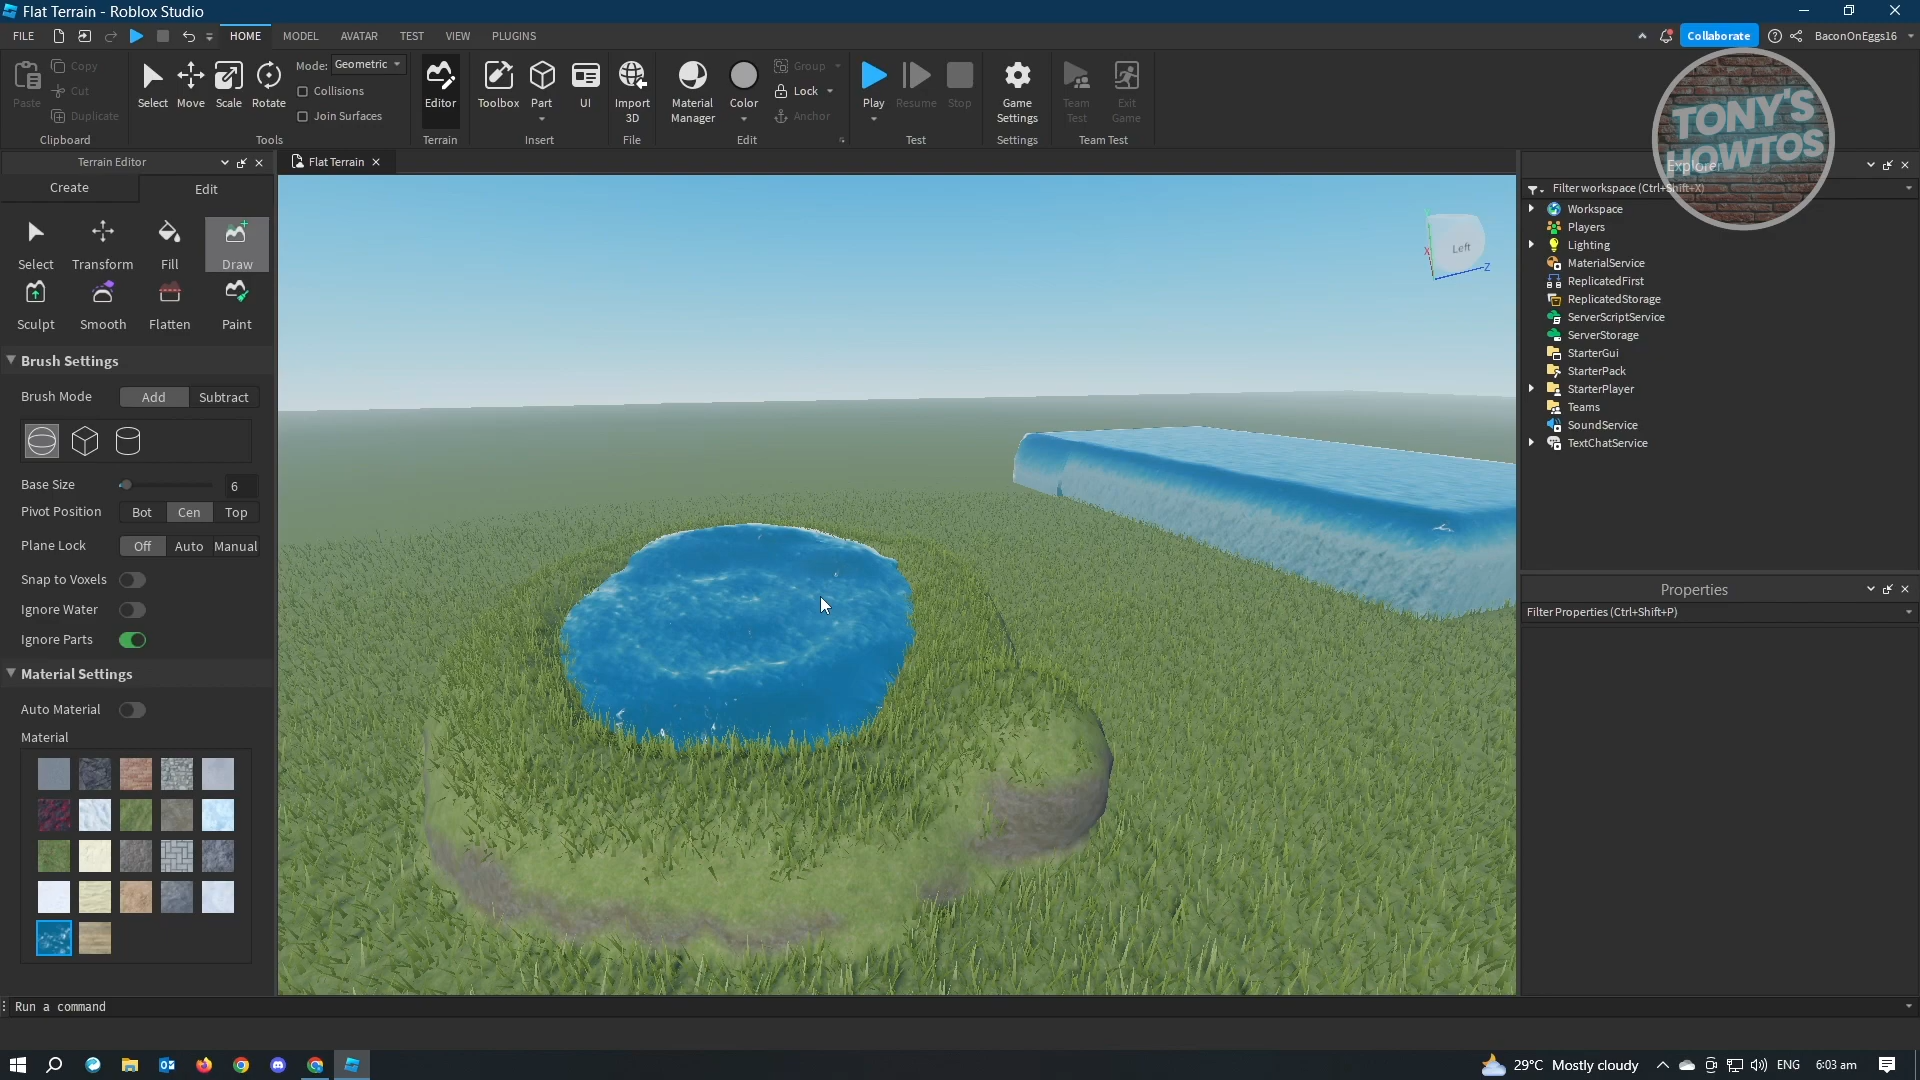 Flat Terrain - Roblox Studio
FILE HOME MODEL AVATAR TEST VIEW PLUGINS Collaborate BaconOnEggs16
Paste Copy Cut Duplicate Clipboard
Select Move Scale Rotate Mode: Geometric Collisions Join Surfaces Tools
Editor Terrain
Toolbox Part UI Insert
Import 3D File
Material Manager Color Group Lock Anchor Edit
Play Resume Stop Test
Game Settings Settings
Team Test Exit Game Team Test
TONY'S
HOWTOS
Terrain Editor
Flat Terrain
Explorer
Create Edit
Filter workspace (Ctrl+Shift+X)
Select Transform Fill Draw
Sculpt Smooth Flatten Paint
Brush Settings
Brush Mode Add Subtract
Base Size 6
Pivot Position Bot Cen Top
Plane Lock Off Auto Manual
Snap to Voxels
Ignore Water
Ignore Parts
Material Settings
Auto Material
Material
Left
X
Z
Workspace
Players
Lighting
MaterialService
ReplicatedFirst
ReplicatedStorage
ServerScriptService
ServerStorage
StarterGui
StarterPack
StarterPlayer
Teams
SoundService
TextChatService
Properties
Filter Properties (Ctrl+Shift+P)
Run a command
29°C Mostly cloudy ENG 6:03 am